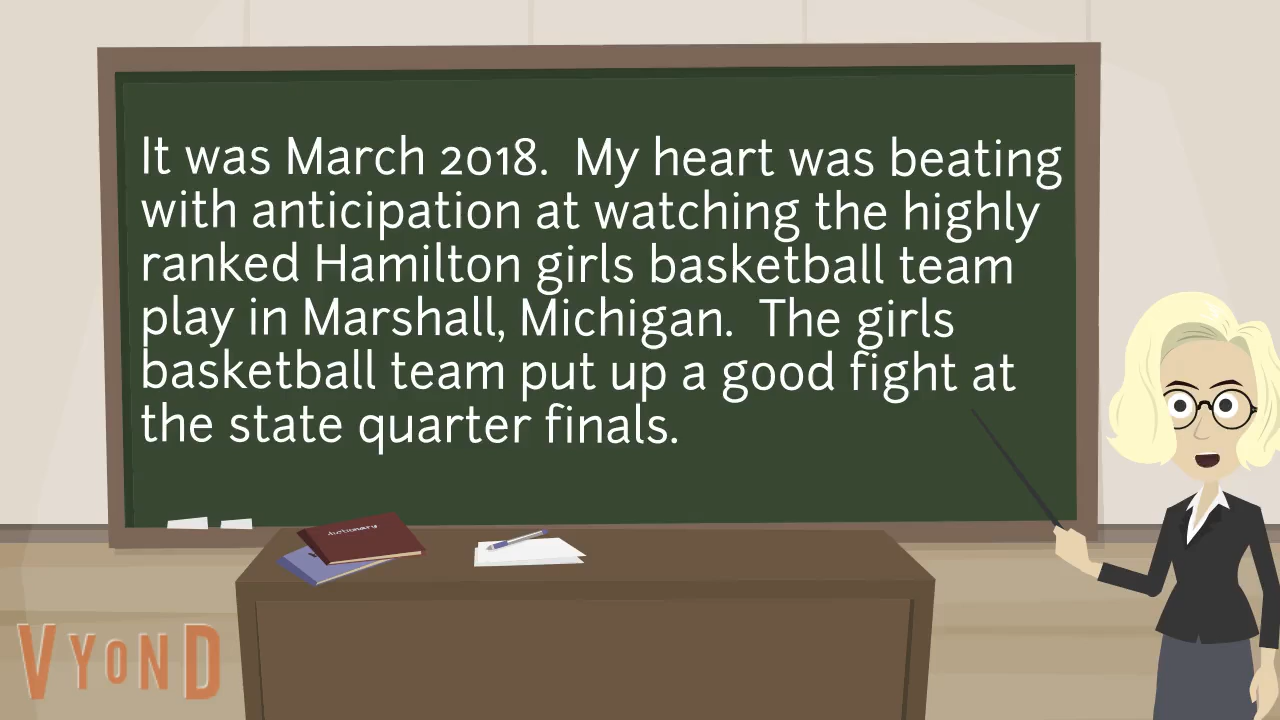 It was March 2018.  My heart was beating
with anticipation at watching the highly
ranked Hamilton girls basketball team
play in Marshall, Michigan.  The girls
basketball team put up a good fight at
the state quarter finals.
dictionary
VYOND